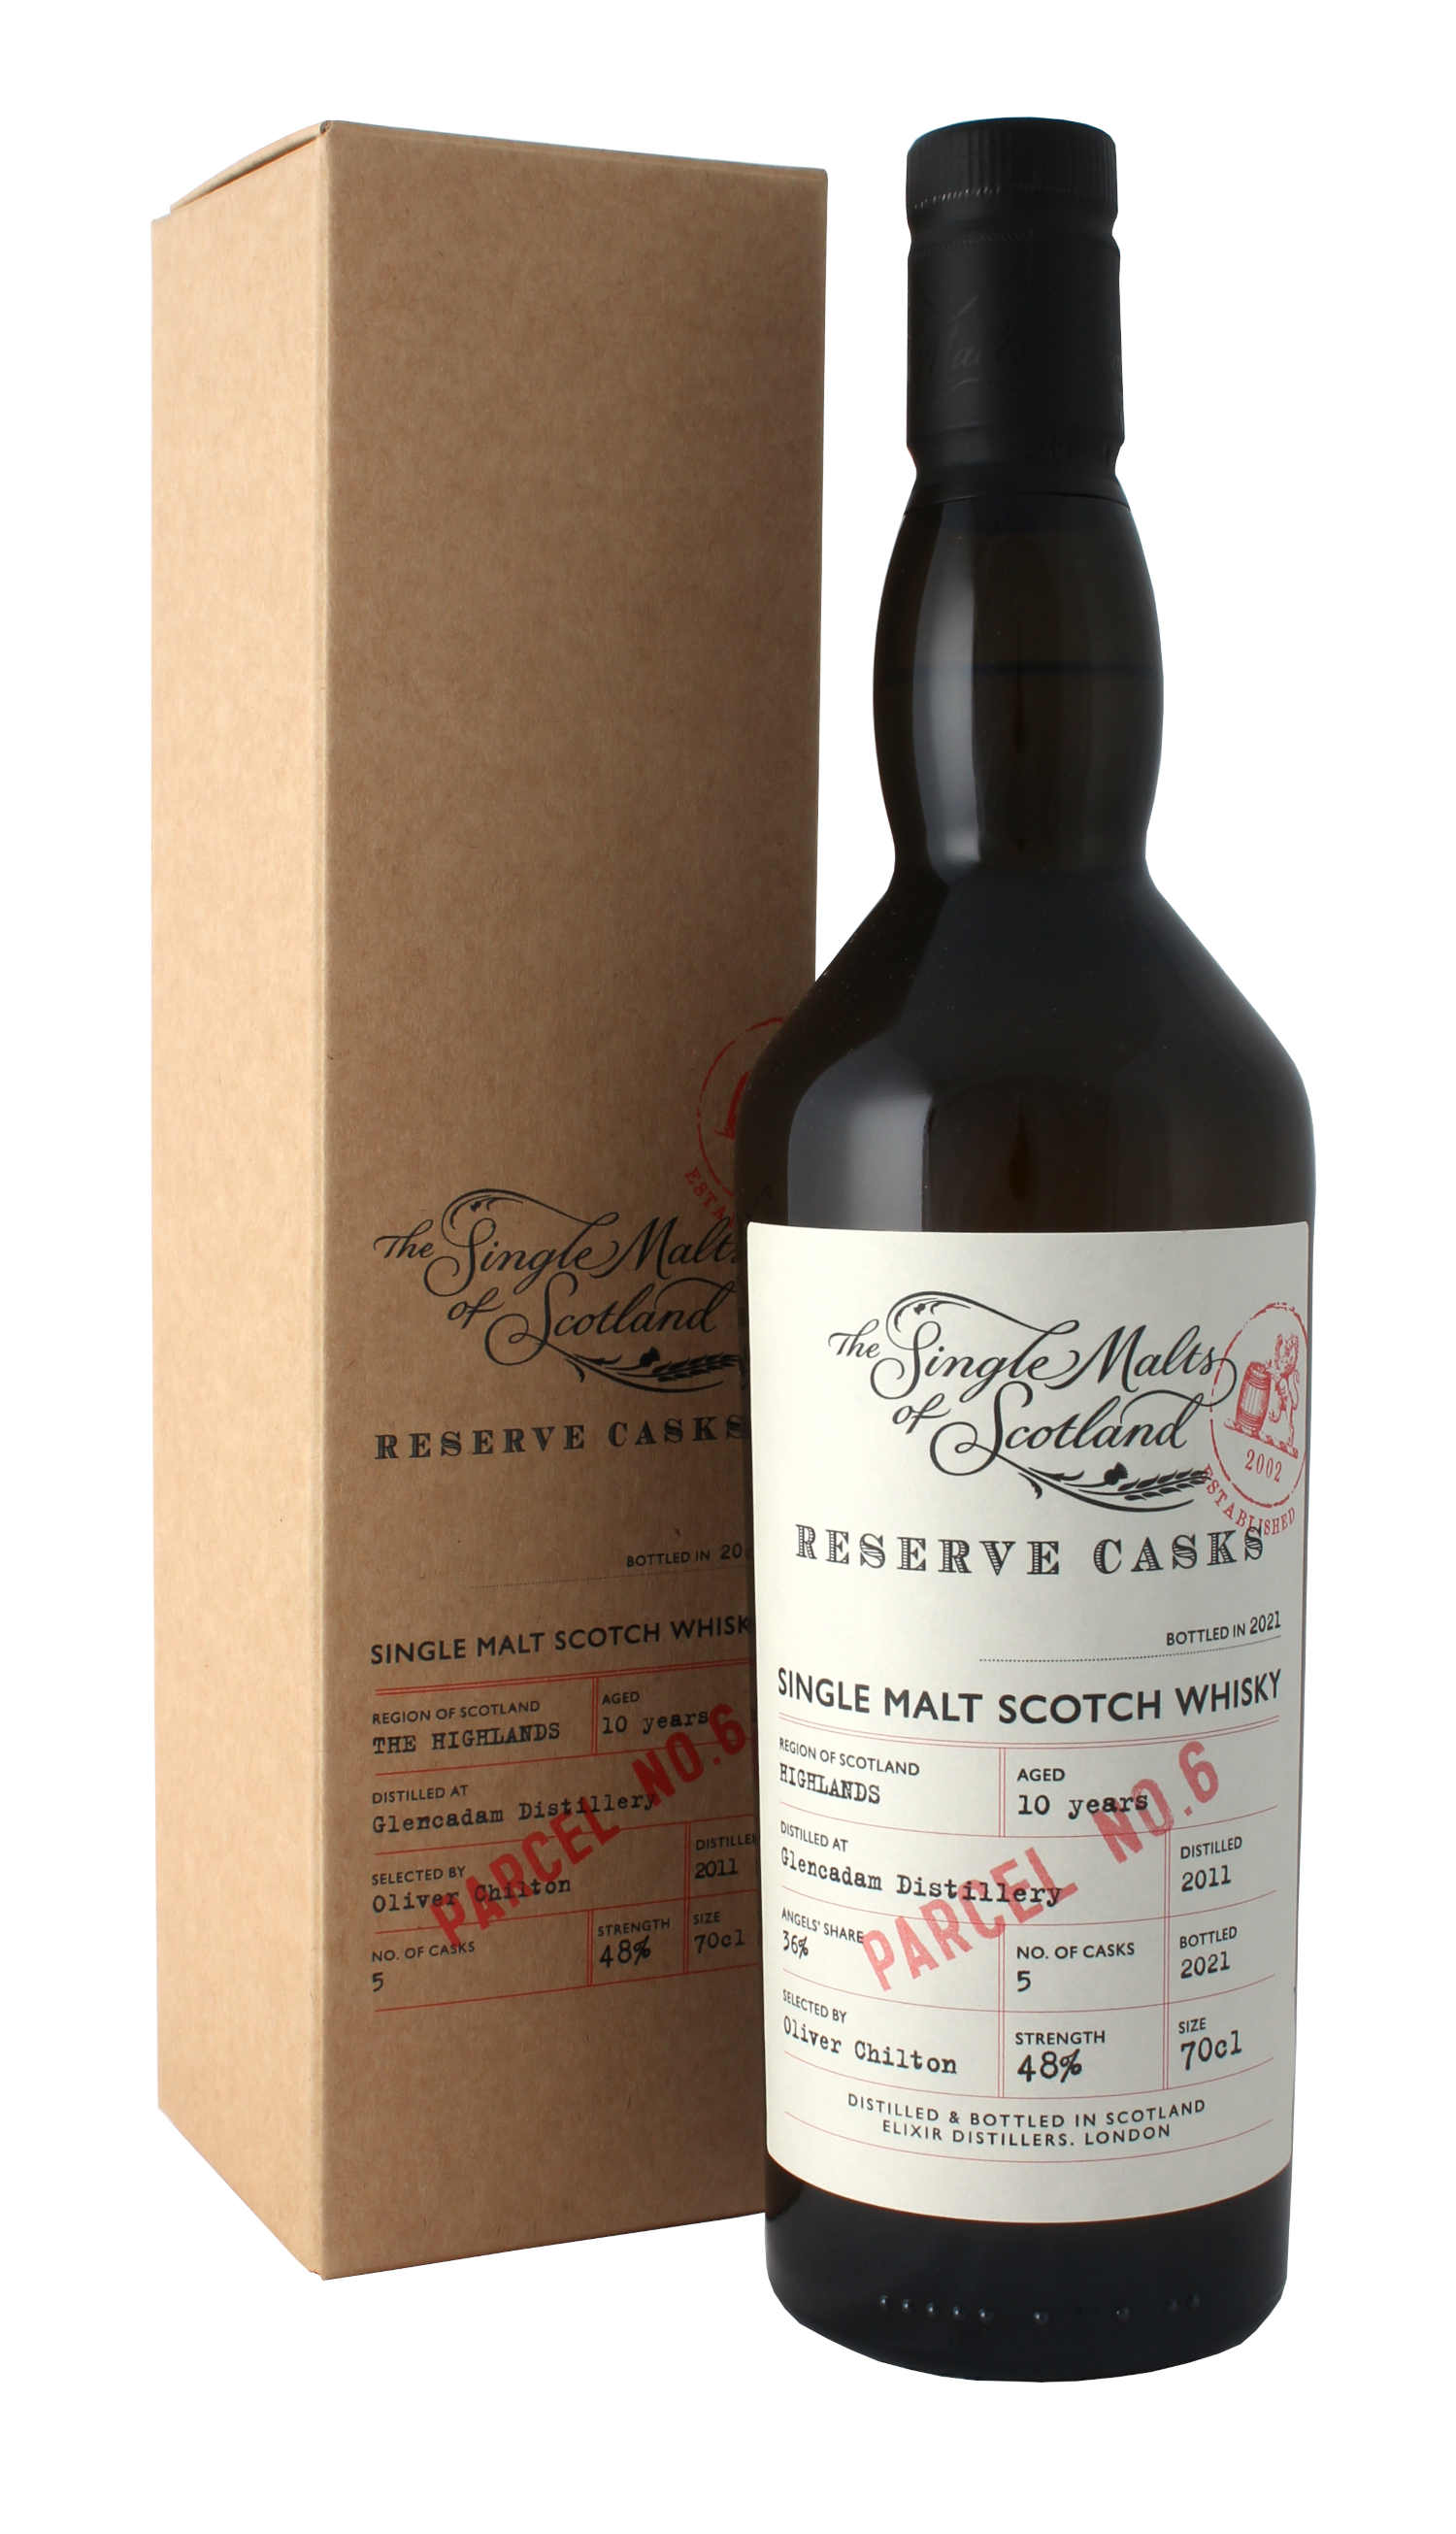 The Single Malts
of Scotland
RESERVE CASKS
BOTTLED IN 20
SINGLE MALT SCOTCH WHISK
REGION OF SCOTLAND
THE HIGHLANDS
AGED
10 years
DISTILLED AT
Glencadam Distillery
SELECTED BY
Oliver Chilton
DISTILLE
2011
NO. OF CASKS
5
STRENGTH
48%
SIZE
70cl
PARCEL NO.6
The Single Malts
of Scotland
2002
ESTABLISHED
RESERVE CASKS
BOTTLED IN 2021
SINGLE MALT SCOTCH WHISKY
REGION OF SCOTLAND
HIGHLANDS
AGED
10 years
DISTILLED AT
Glencadam Distillery
DISTILLED
2011
ANGELS' SHARE
36%
NO. OF CASKS
5
BOTTLED
2021
SELECTED BY
Oliver Chilton
STRENGTH
48%
SIZE
70cl
PARCEL NO.6
DISTILLED & BOTTLED IN SCOTLAND
ELIXIR DISTILLERS. LONDON